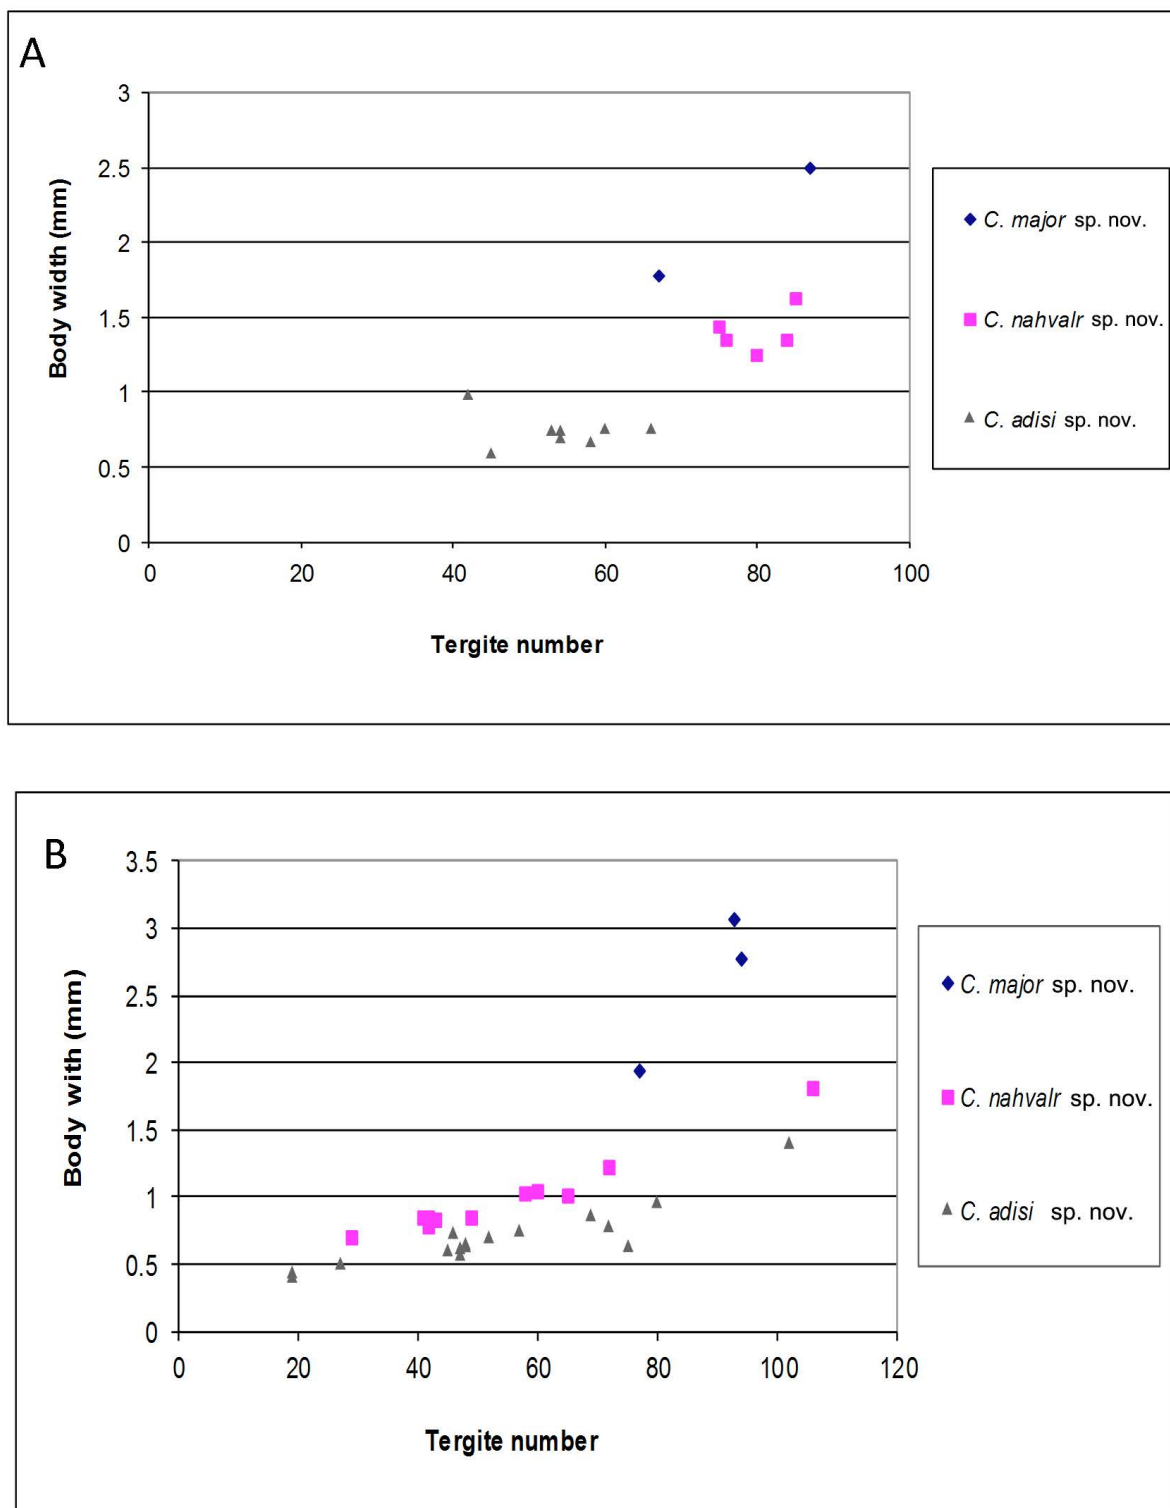 A
3
2.5
2
1.5
1
0.5
0
0 20 40 60 80 100
Body width (mm)
Tergite number
C. major sp. nov.
C. nahvalr sp. nov.
C. adisi sp. nov.
B
3.5
3
2.5
2
1.5
1
0.5
0
0 20 40 60 80 100 120
Body with (mm)
Tergite number
C. major sp. nov.
C. nahvalr sp. nov.
C. adisi sp. nov.